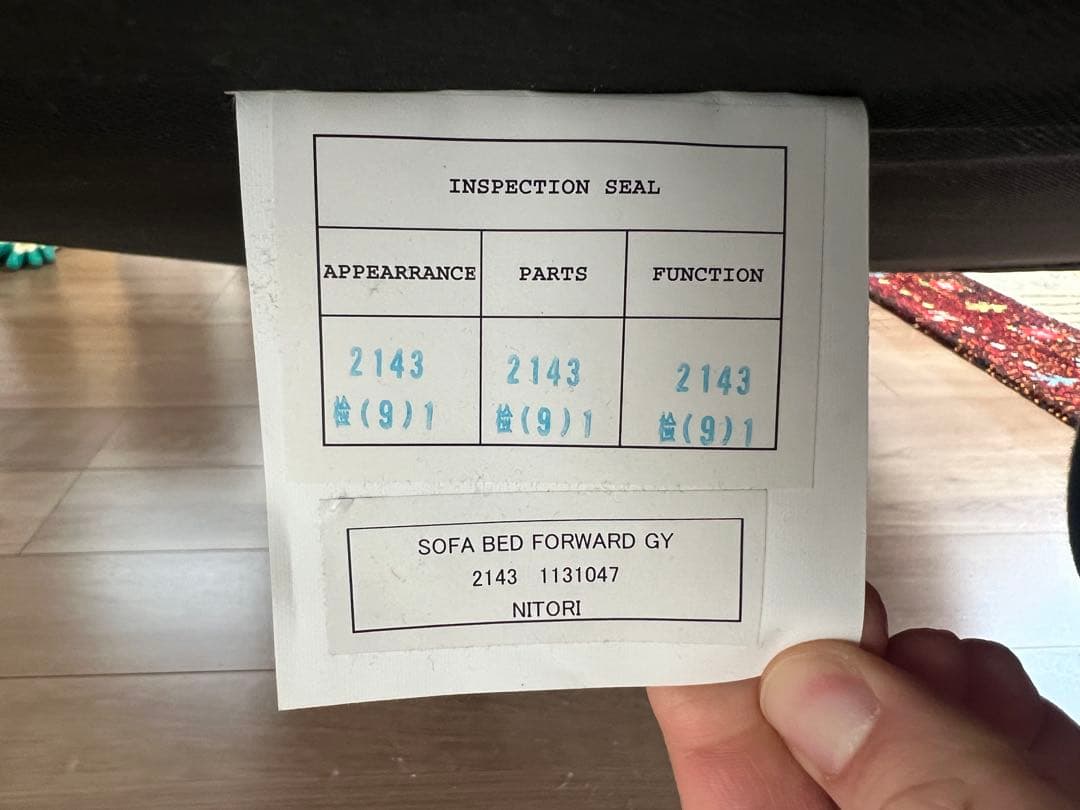 INSPECTION SEAL
APPEARRANCE PARTS FUNCTION
2143 2143 2143
検(9)1 検(9)1 検(9)1
SOFA BED FORWARD GY
2143 1131047
NITORI